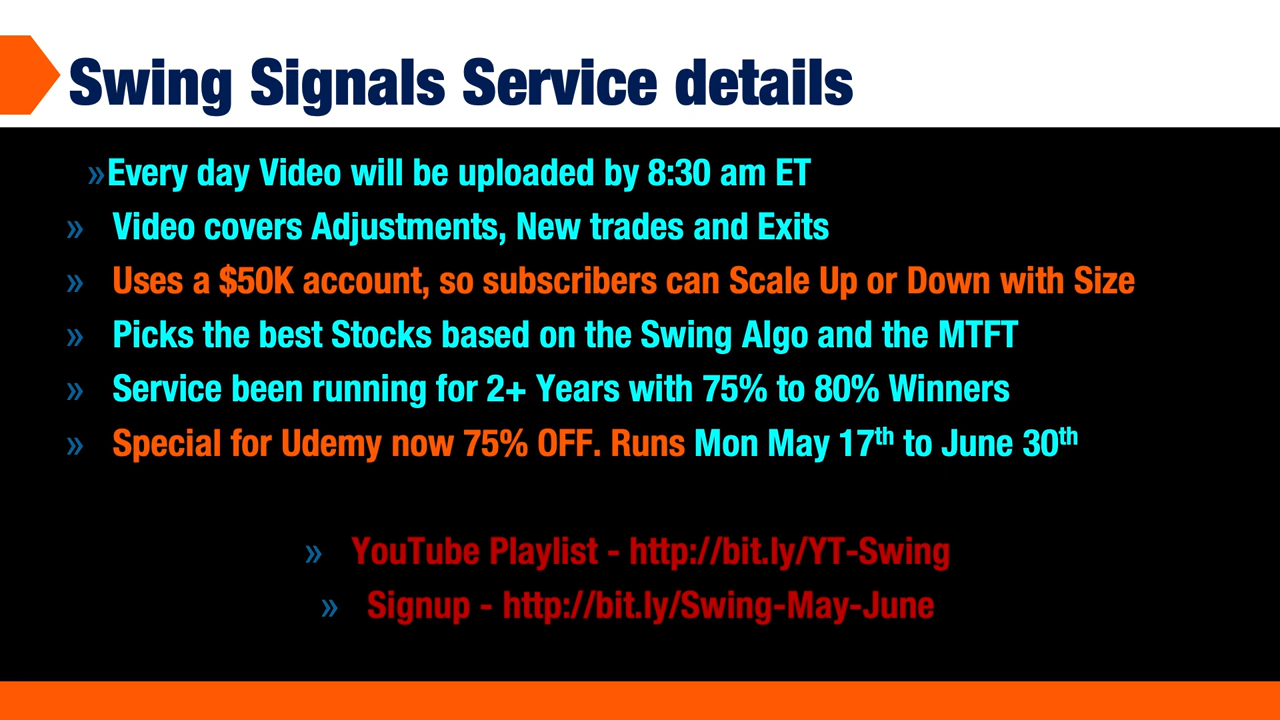 Swing Signals Service details
»Every day Video will be uploaded by 8:30 am ET
» Video covers Adjustments, New trades and Exits
» Uses a $50K account, so subscribers can Scale Up or Down with Size
» Picks the best Stocks based on the Swing Algo and the MTFT
» Service been running for 2+ Years with 75% to 80% Winners
» Special for Udemy now 75% OFF. Runs Mon May 17th to June 30th
» YouTube Playlist - http://bit.ly/YT-Swing
» Signup - http://bit.ly/Swing-May-June